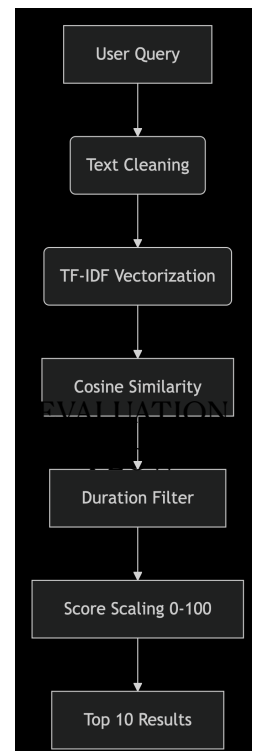 User Query
Text Cleaning
TF-IDF Vectorization
Cosine Similarity
EVALUATION
Duration Filter
Score Scaling 0-100
Top 10 Results